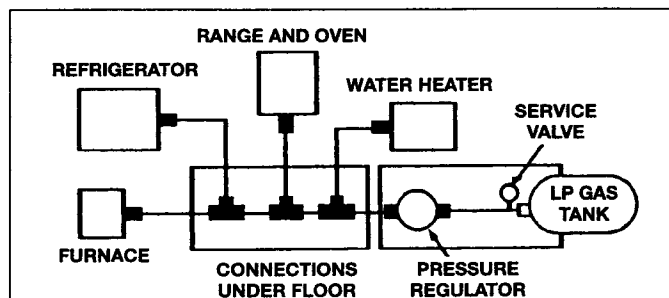 RANGE AND OVEN
REFRIGERATOR
WATER HEATER
SERVICE
VALVE
LP GAS
TANK
FURNACE
CONNECTIONS
UNDER FLOOR
PRESSURE
REGULATOR